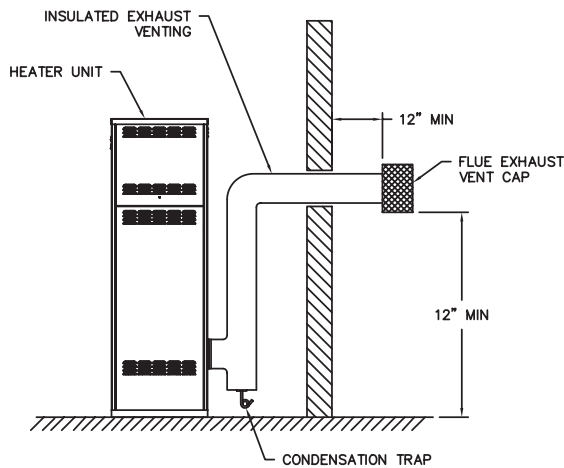 INSULATED EXHAUST
VENTING
HEATER UNIT
12" MIN
FLUE EXHAUST
VENT CAP
12" MIN
CONDENSATION TRAP